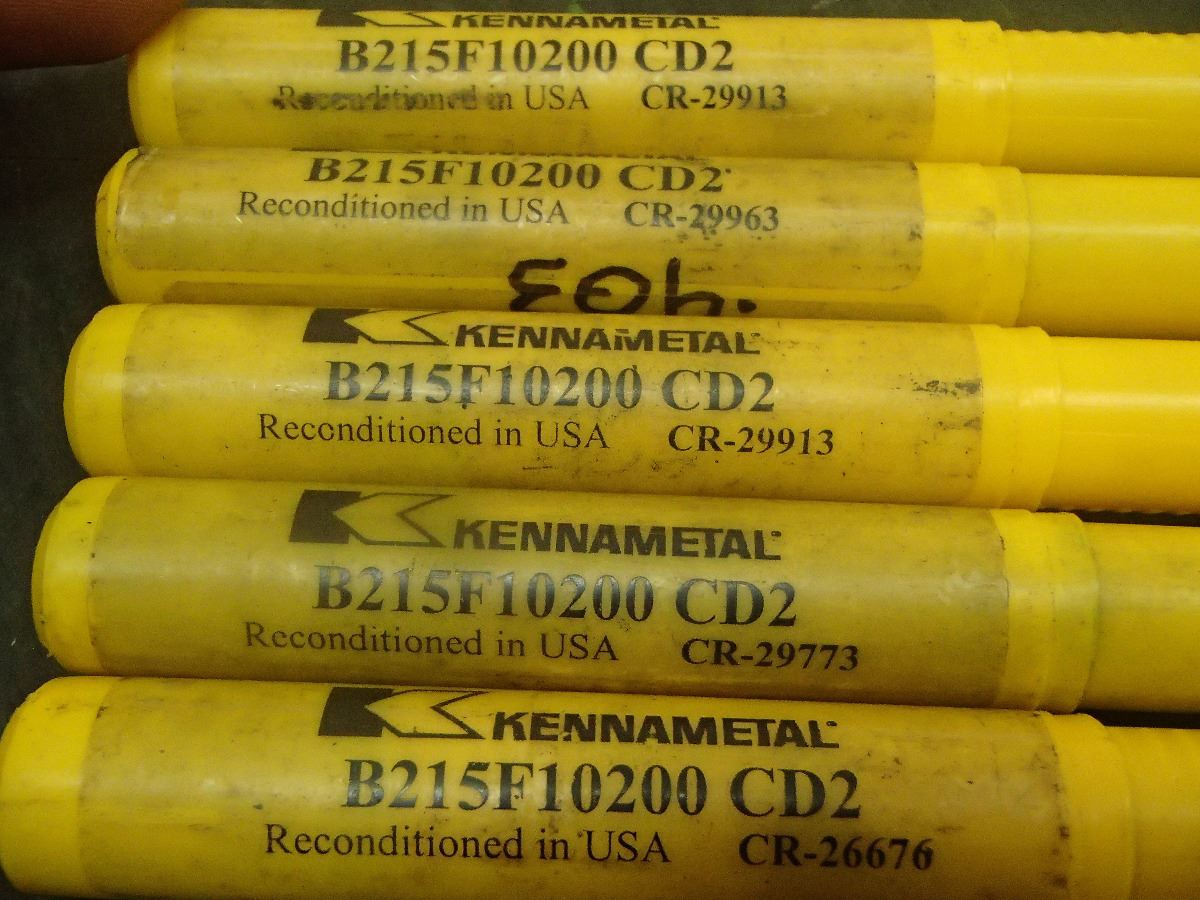 KENNAMETAL
B215F10200 CD2
Reconditioned in USA CR-29913
B215F10200 CD2
Reconditioned in USA CR-29963
KENNAMETAL
B215F10200 CD2
Reconditioned in USA CR-29913
KENNAMETAL
B215F10200 CD2
Reconditioned in USA CR-29773
KENNAMETAL
B215F10200 CD2
Reconditioned in USA CR-26676